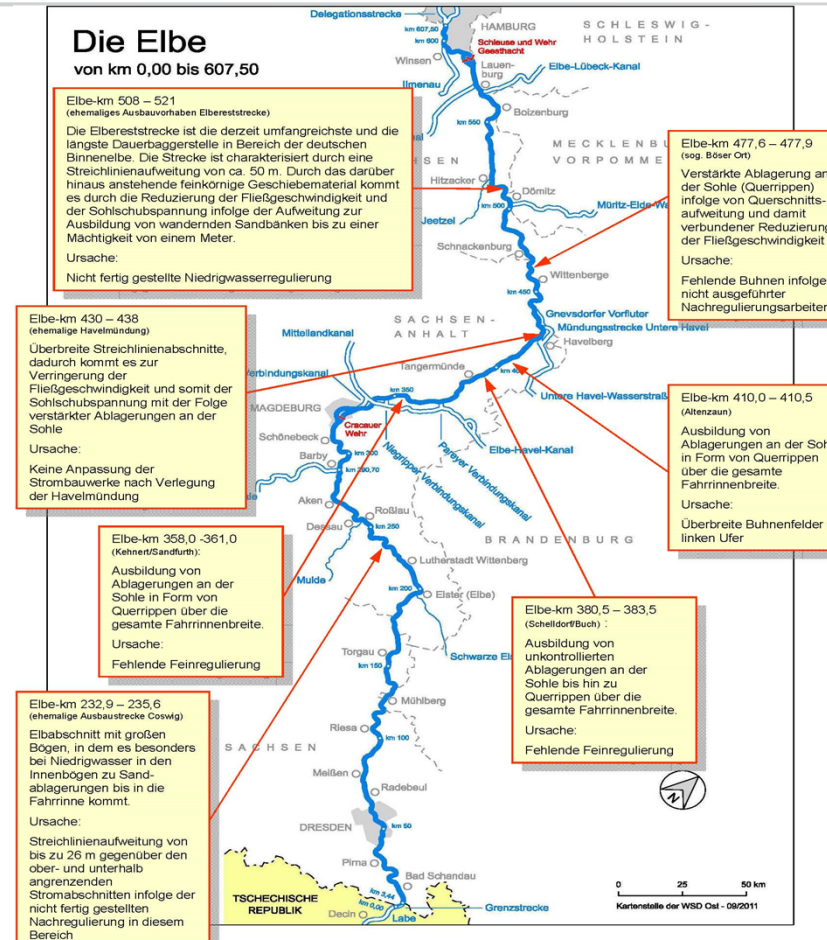 Die Elbe
von km 0,00 bis 607,50
Delegationsstrecke
km 607,50
km 600
HAMBURG
SCHLESWIG-
HOLSTEIN
Schleuse und Wehr
Geesthacht
Winsen
Lauen-
burg
Elbe-Lübeck-Kanal
Ilmenau
Boizenburg
km 550
MECKLENBU
VORPOMME
SEN
Hitzacker
Dömitz
km 500
Müritz-Elde-Wa
Jeetzel
Schnackenburg
Wittenberge
km 450
Gnevsdorfer Vorfluter
Mündungsstrecke Untere Havel
Havelberg
SACHSEN-
ANHALT
Mittellandkanal
Tangermünde
km 40
Untere Havel-Wasserstraß
erbindungskanal
km 350
MAGDEBURG
Cracauer
Wehr
Elbe-Havel-Kanal
Schönebeck
Niegripper Verbindungskanal
Pareyer Verbindungskanal
km 300
Barby
km 290,70
ale
Aken
Roßlau
Dessau
km 250
BRANDENBURG
Lutherstadt Wittenberg
Mulde
km 200
Elster (Elbe)
Schwarze Els
Torgau
km 150
Mühlberg
Riesa
SACHSEN
km 100
Meißen
Radebeul
DRESDEN
km 50
Pirna
Bad Schandau
km 3,44
km 0,00
TSCHECHISCHE
REPUBLIK
Decin
Labe
Grenzstrecke
Elbe-km 508 – 521
(ehemaliges Ausbauvorhaben Elbereststrecke)
Die Elbereststrecke ist die derzeit umfangreichste und die
längste Dauerbaggerstelle in Bereich der deutschen
Binnenelbe. Die Strecke ist charakterisiert durch eine
Streichlinienaufweitung von ca. 50 m. Durch das darüber
hinaus anstehende feinkörnige Geschiebematerial kommt
es durch die Reduzierung der Fließgeschwindigkeit und
der Sohlschubspannung infolge der Aufweitung zur
Ausbildung von wandernden Sandbänken bis zu einer
Mächtigkeit von einem Meter.
Ursache:
Nicht fertig gestellte Niedrigwasserregulierung
Elbe-km 477,6 – 477,9
(sog. Böser Ort)
Verstärkte Ablagerung an
der Sohle (Querrippen)
infolge von Querschnitts-
aufweitung und damit
verbundener Reduzierung
der Fließgeschwindigkeit
Ursache:
Fehlende Buhnen infolge
nicht ausgeführter
Nachregulierungsarbeiten
Elbe-km 430 – 438
(ehemalige Havelmündung)
Überbreite Streichlinienabschnitte,
dadurch kommt es zur
Verringerung der
Fließgeschwindigkeit und somit der
Sohlschubspannung mit der Folge
verstärkter Ablagerungen an der
Sohle
Ursache:
Keine Anpassung der
Strombauwerke nach Verlegung
der Havelmündung
Elbe-km 410,0 – 410,5
(Altenzaun)
Ausbildung von
Ablagerungen an der Soh
in Form von Querrippen
über die gesamte
Fahrrinnenbreite.
Ursache:
Überbreite Buhnenfelder
linken Ufer
Elbe-km 358,0 -361,0
(Kehnert/Sandfurth):
Ausbildung von
Ablagerungen an der
Sohle in Form von
Querrippen über die
gesamte Fahrrinnenbreite.
Ursache:
Fehlende Feinregulierung
Elbe-km 380,5 – 383,5
(Schelldorf/Buch) :
Ausbildung von
unkontrollierten
Ablagerungen an der
Sohle bis hin zu
Querrippen über die
gesamte Fahrrinnenbreite.
Ursache:
Fehlende Feinregulierung
Elbe-km 232,9 – 235,6
(ehemalige Ausbaustrecke Coswig)
Elbabschnitt mit großen
Bögen, in dem es besonders
bei Niedrigwasser in den
Innenbögen zu Sand-
ablagerungen bis in die
Fahrrinne kommt.
Ursache:
Streichlinienaufweitung von
bis zu 26 m gegenüber den
ober- und unterhalb
angrenzenden
Stromabschnitten infolge der
nicht fertig gestellten
Nachregulierung in diesem
Bereich
N
0 25 50 km
Kartenstelle der WSD Ost - 09/2011